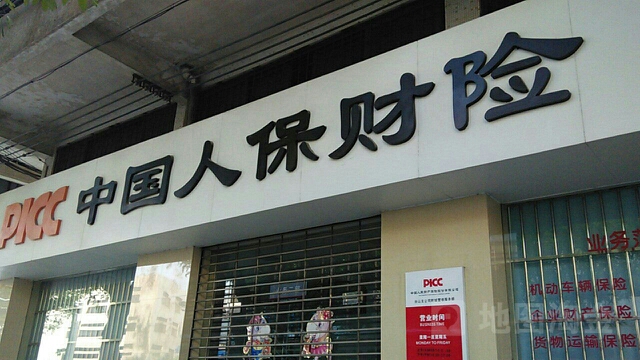 PICC 中国人保财险
PICC
营业时间
BUSINESS TIME
MONDAY TO FRIDAY
业务范
机动车辆保险
企业财产保险
货物运输保险